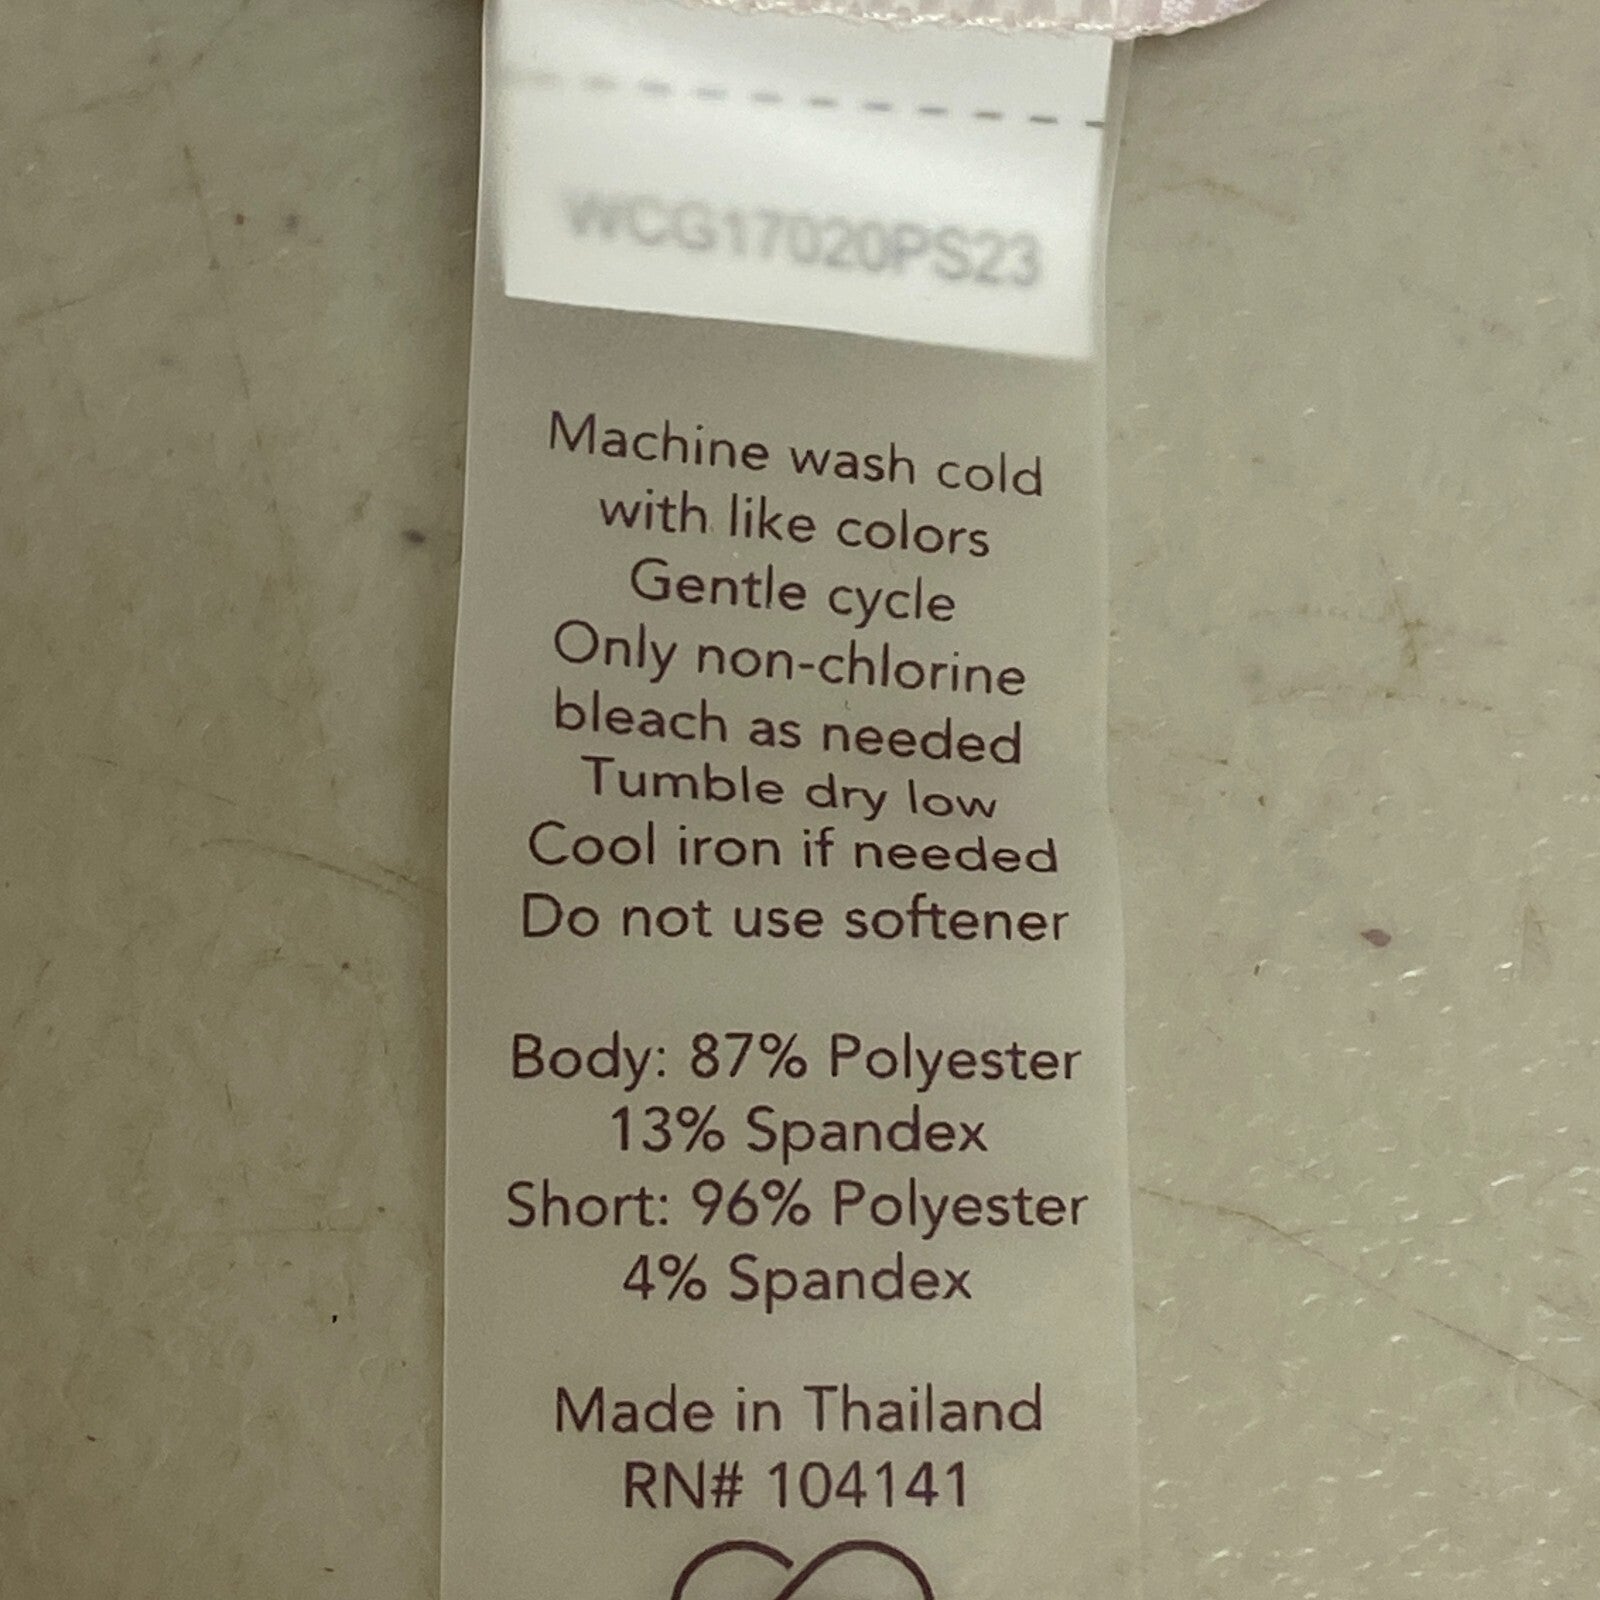 WCG17020PS23
Machine wash cold
with like colors
Gentle cycle
Only non-chlorine
bleach as needed
Tumble dry low
Cool iron if needed
Do not use softener
Body: 87% Polyester
13% Spandex
Short: 96% Polyester
4% Spandex
Made in Thailand
RN# 104141